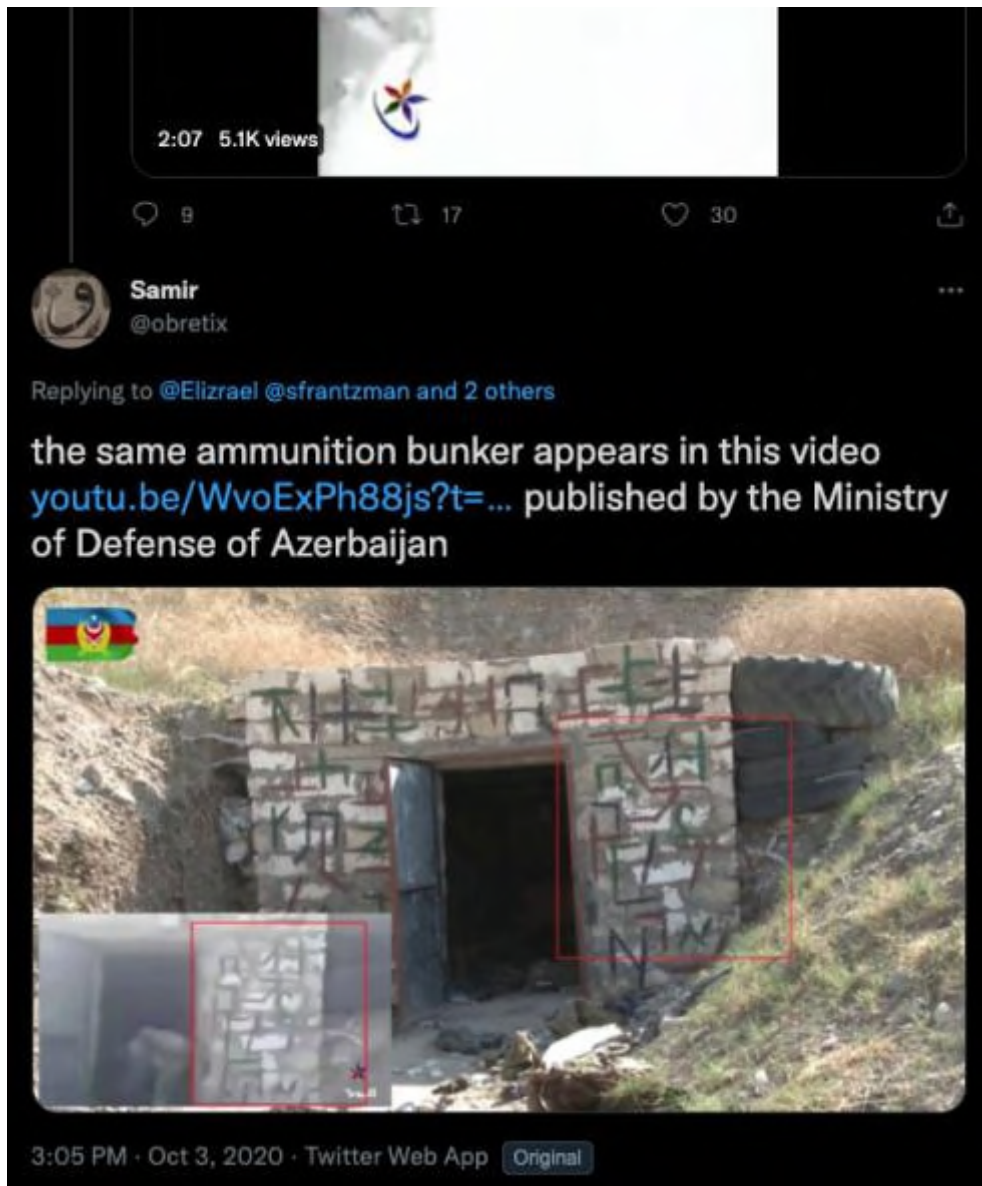 2:07 5.1K views
9 17 30
Samir
@obretix
Replying to @Elizrael @sfrantzman and 2 others
the same ammunition bunker appears in this video
youtu.be/WvoExPh88js?t=... published by the Ministry
of Defense of Azerbaijan
3:05 PM · Oct 3, 2020 · Twitter Web App Original